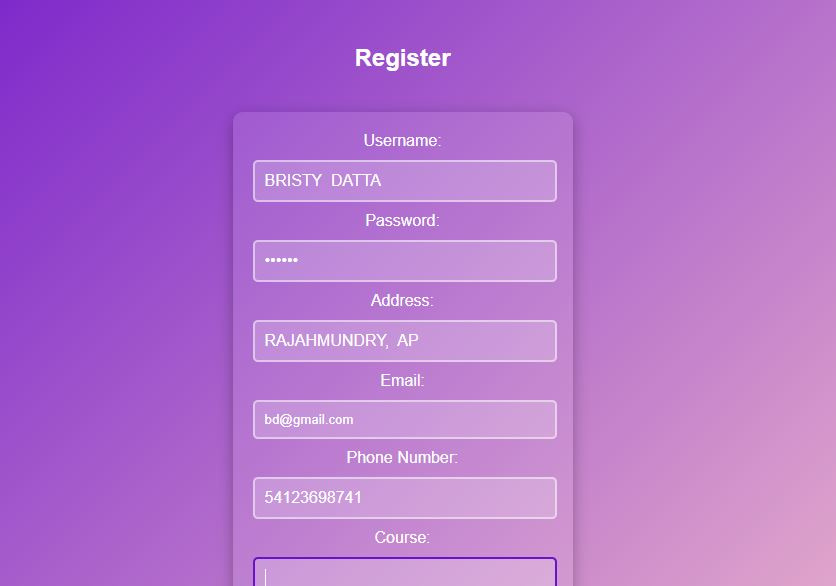 Register
Username:
BRISTY  DATTA
Password:
••••••
Address:
RAJAHMUNDRY,  AP
Email:
bd@gmail.com
Phone Number:
54123698741
Course: